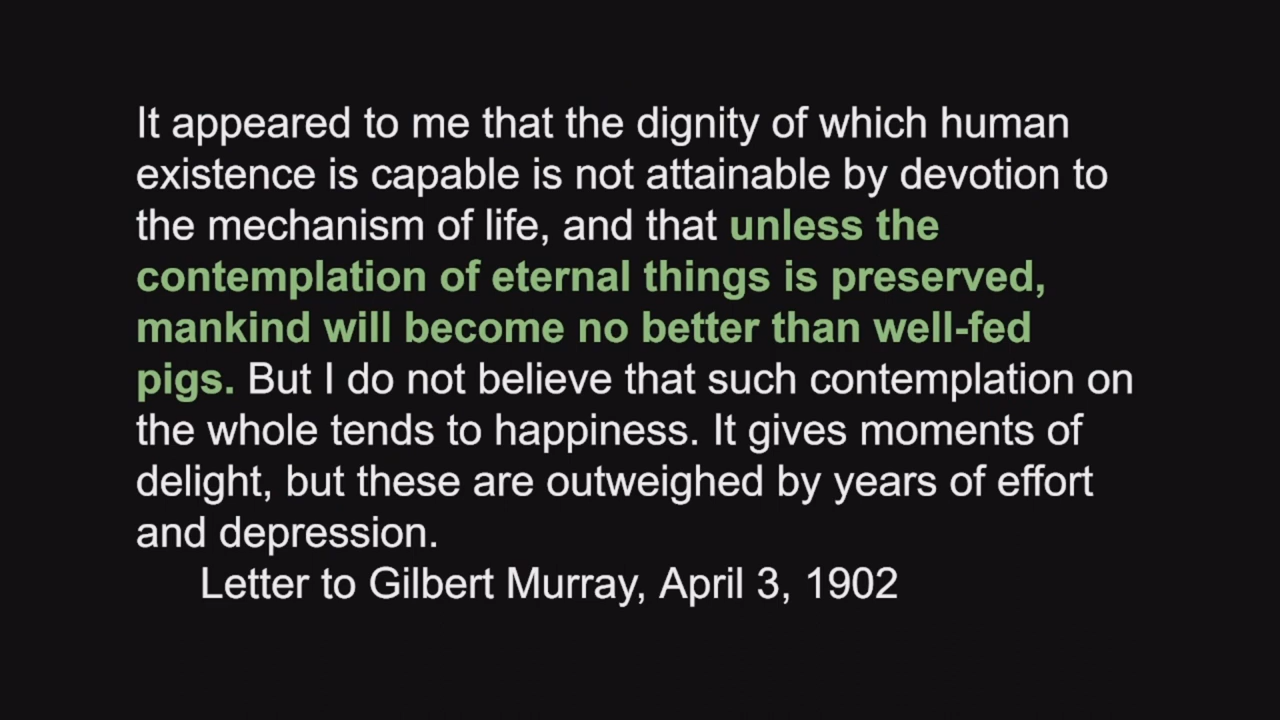 It appeared to me that the dignity of which human
existence is capable is not attainable by devotion to
the mechanism of life, and that unless the
contemplation of eternal things is preserved,
mankind will become no better than well-fed
pigs. But I do not believe that such contemplation on
the whole tends to happiness. It gives moments of
delight, but these are outweighed by years of effort
and depression.
Letter to Gilbert Murray, April 3, 1902